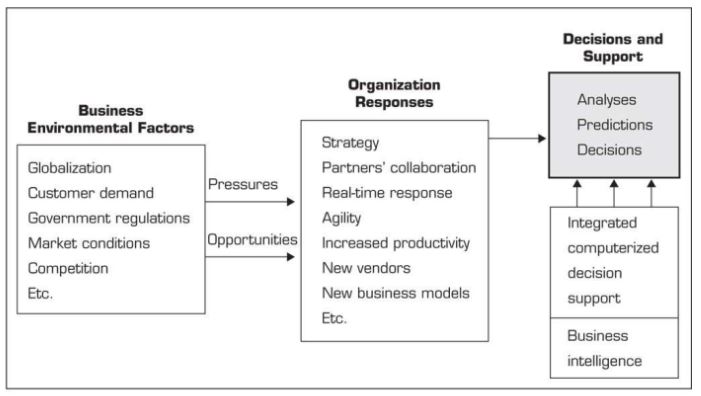 Business
Environmental Factors
Globalization
Customer demand
Government regulations
Market conditions
Competition
Etc.
Pressures
Opportunities
Organization
Responses
Strategy
Partners' collaboration
Real-time response
Agility
Increased productivity
New vendors
New business models
Etc.
Decisions and
Support
Analyses
Predictions
Decisions
Integrated
computerized
decision
support
Business
intelligence